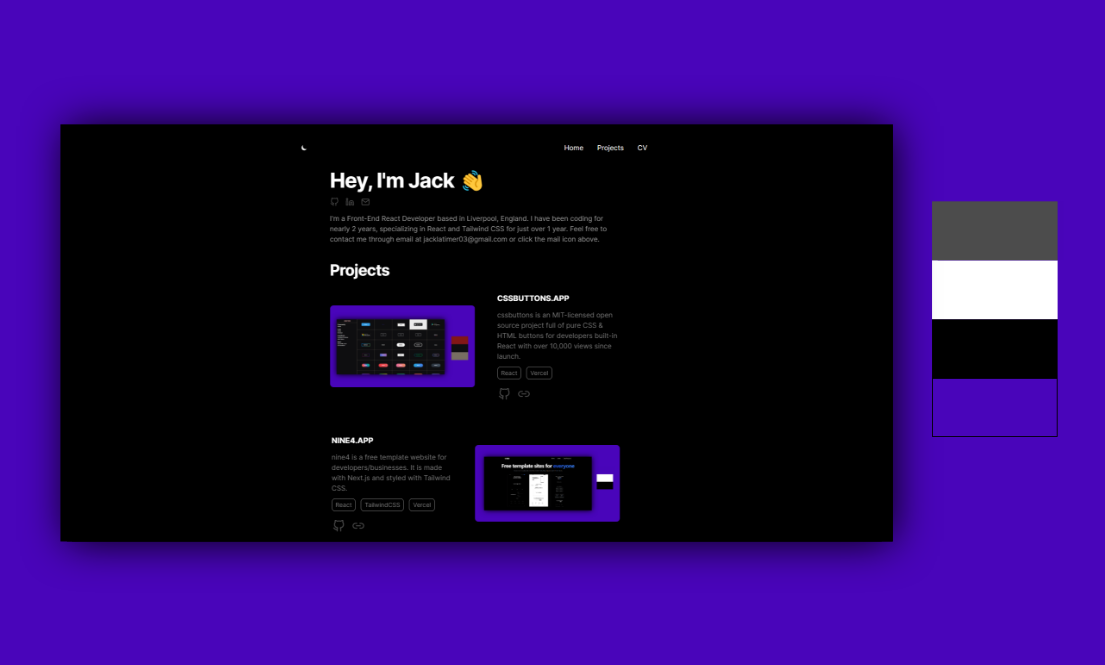 Home Projects CV
Hey, I'm Jack 👋
I'm a Front-End React Developer based in Liverpool, England. I have been coding for
nearly 2 years, specializing in React and Tailwind CSS for just over 1 year. Feel free to
contact me through email at jacklatimer03@gmail.com or click the mail icon above.
Projects
CSSBUTTONS.APP
cssbuttons is an MIT-licensed open
source project full of pure CSS &
HTML buttons for developers built-in
React with over 10,000 views since
launch.
React Vercel
NINE4.APP
nine4 is a free template website for
developers/businesses. It is made
with Next.js and styled with Tailwind
CSS.
React TailwindCSS Vercel
Free template sites for everyone